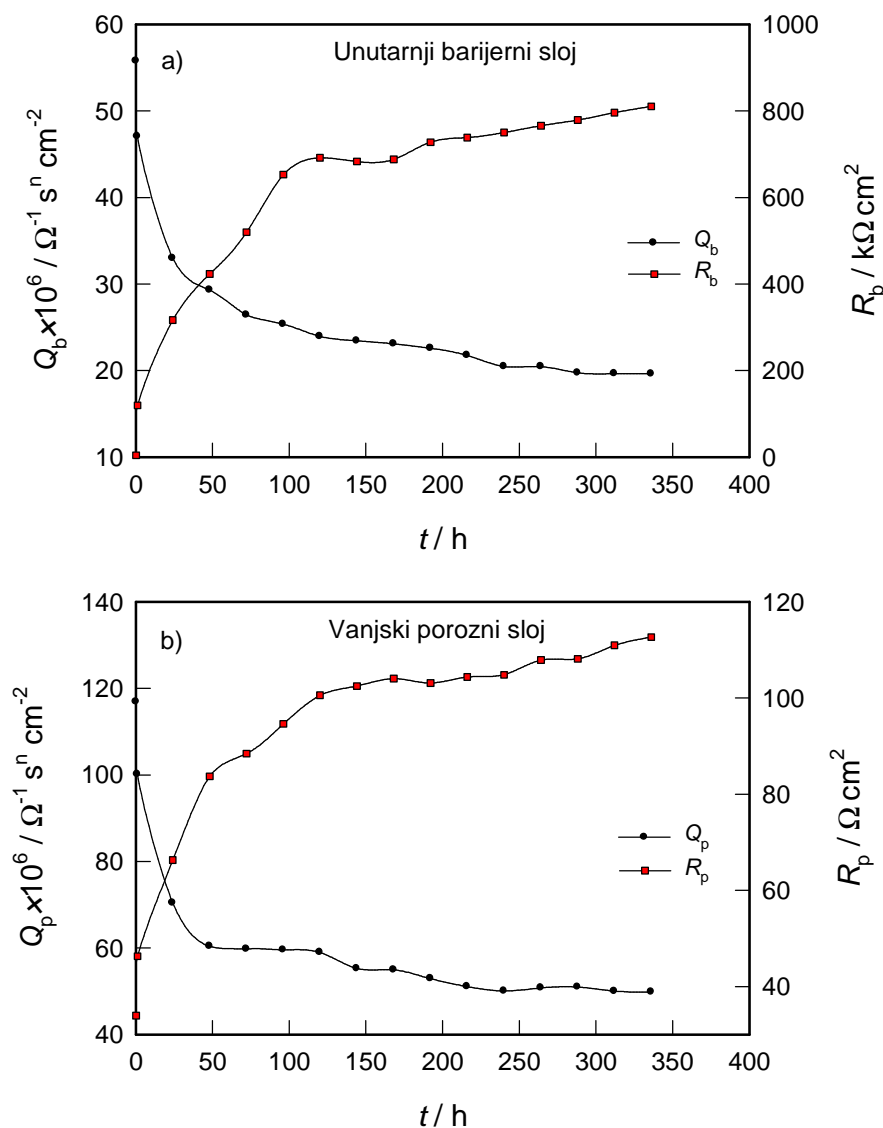 a)
Unutarnji barijerni sloj
60
50
40
30
20
10
Q_b×10^6 / Ω^-1 s^n cm^-2
1000
800
600
400
200
0
R_b / kΩ cm^2
Q_b
R_b
0 50 100 150 200 250 300 350 400
t / h
b)
Vanjski porozni sloj
140
120
100
80
60
40
Q_p×10^6 / Ω^-1 s^n cm^-2
120
100
80
60
40
R_p / Ω cm^2
Q_p
R_p
0 50 100 150 200 250 300 350 400
t / h